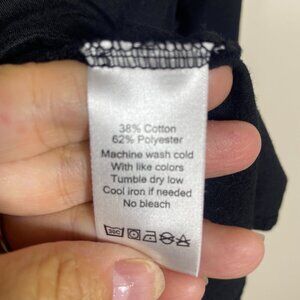 38% Cotton
62% Polyester
Machine wash cold
With like colors
Tumble dry low
Cool iron if needed
No bleach